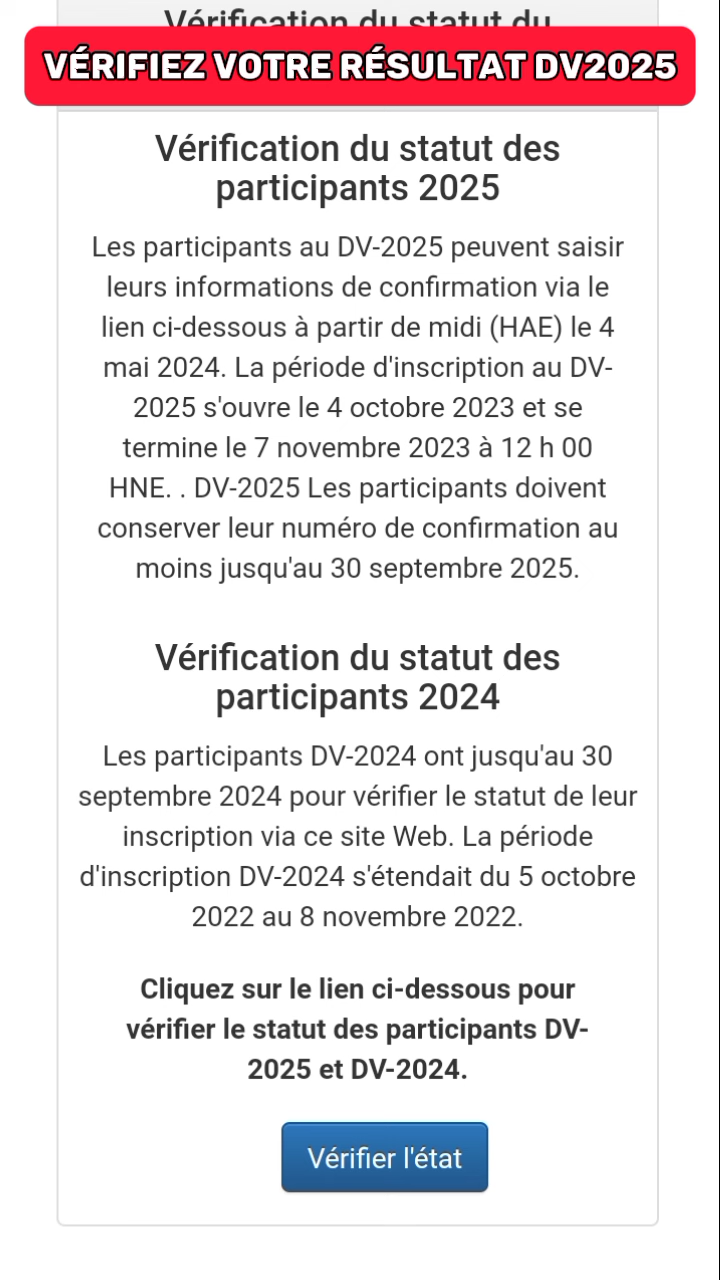 Vérification du statut du
VÉRIFIEZ VOTRE RÉSULTAT DV2025
Vérification du statut des
participants 2025
Les participants au DV-2025 peuvent saisir
leurs informations de confirmation via le
lien ci-dessous à partir de midi (HAE) le 4
mai 2024. La période d'inscription au DV-
2025 s'ouvre le 4 octobre 2023 et se
termine le 7 novembre 2023 à 12 h 00
HNE. . DV-2025 Les participants doivent
conserver leur numéro de confirmation au
moins jusqu'au 30 septembre 2025.
Vérification du statut des
participants 2024
Les participants DV-2024 ont jusqu'au 30
septembre 2024 pour vérifier le statut de leur
inscription via ce site Web. La période
d'inscription DV-2024 s'étendait du 5 octobre
2022 au 8 novembre 2022.
Cliquez sur le lien ci-dessous pour
vérifier le statut des participants DV-
2025 et DV-2024.
Vérifier l'état